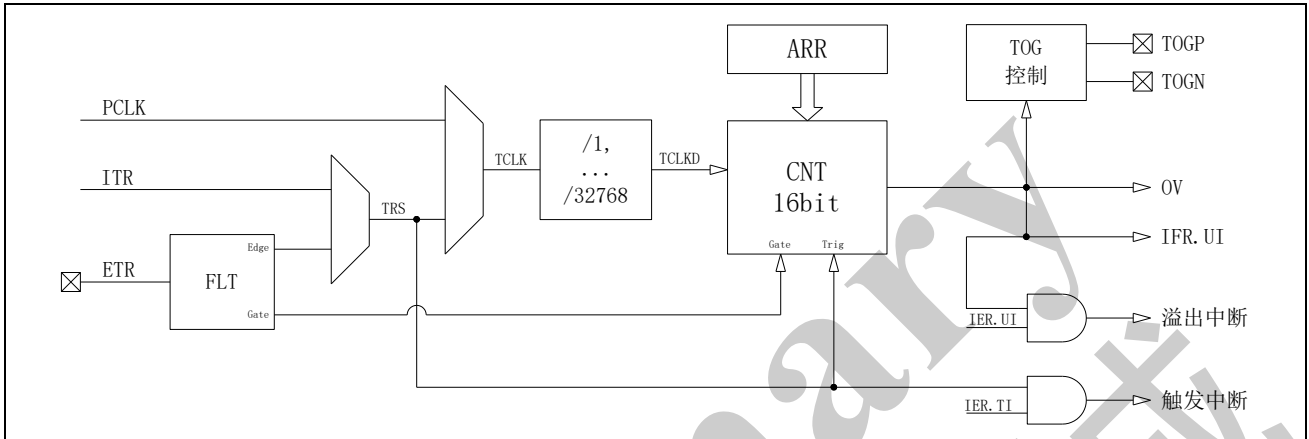 ARR
TOG
控制
TOGP
TOGN
PCLK
ITR
ETR
FLT
Edge
Gate
TRS
TCLK
/1,
...
/32768
TCLKD
CNT
16bit
Gate
Trig
OV
IFR.UI
IER.UI
溢出中断
IER.TI
触发中断